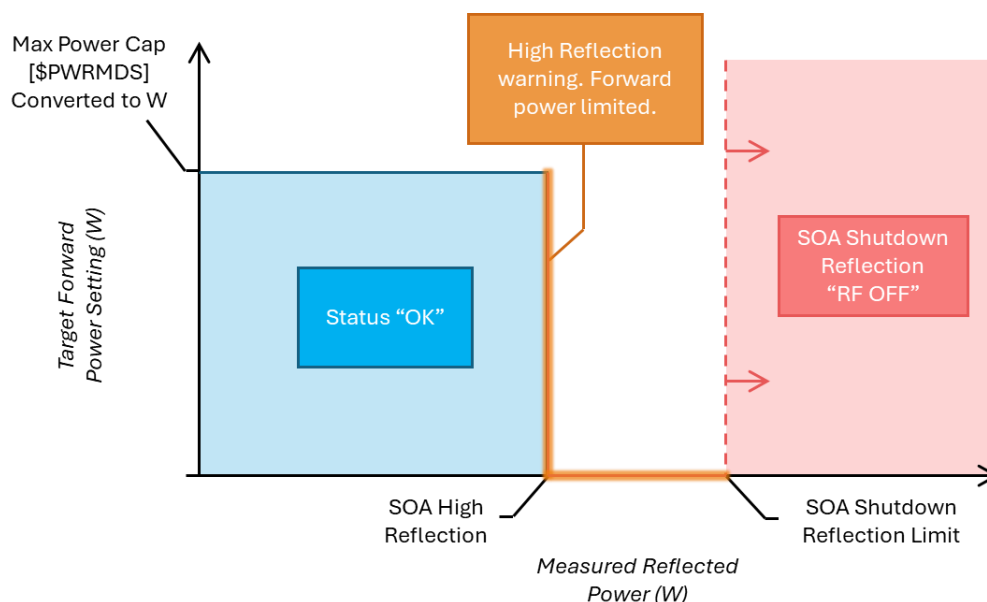 Max Power Cap
[$PWRMDS]
Converted to W
High Reflection
warning. Forward
power limited.
Target Forward
Power Setting (W)
Status “OK”
SOA Shutdown
Reflection
“RF OFF”
SOA High
Reflection
SOA Shutdown
Reflection Limit
Measured Reflected
Power (W)